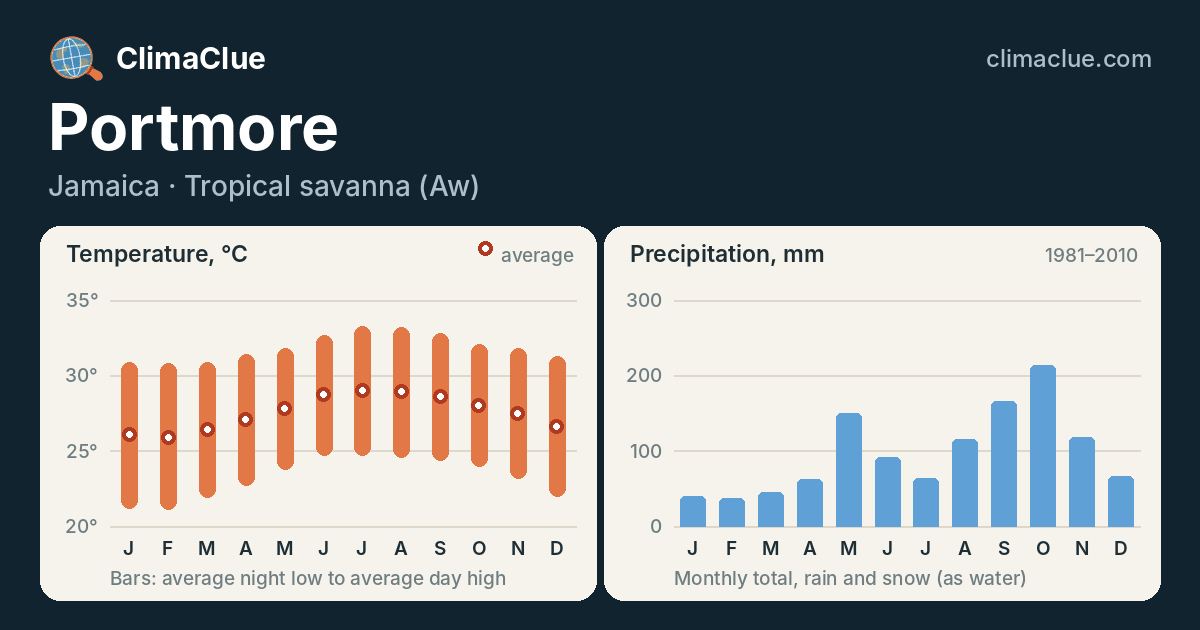 ClimaClue
climaclue.com
Portmore
Jamaica · Tropical savanna (Aw)
Temperature, °C
average
35°
30°
25°
20°
J F M A M J J A S O N D
Bars: average night low to average day high
Precipitation, mm
1981–2010
300
200
100
0
J F M A M J J A S O N D
Monthly total, rain and snow (as water)